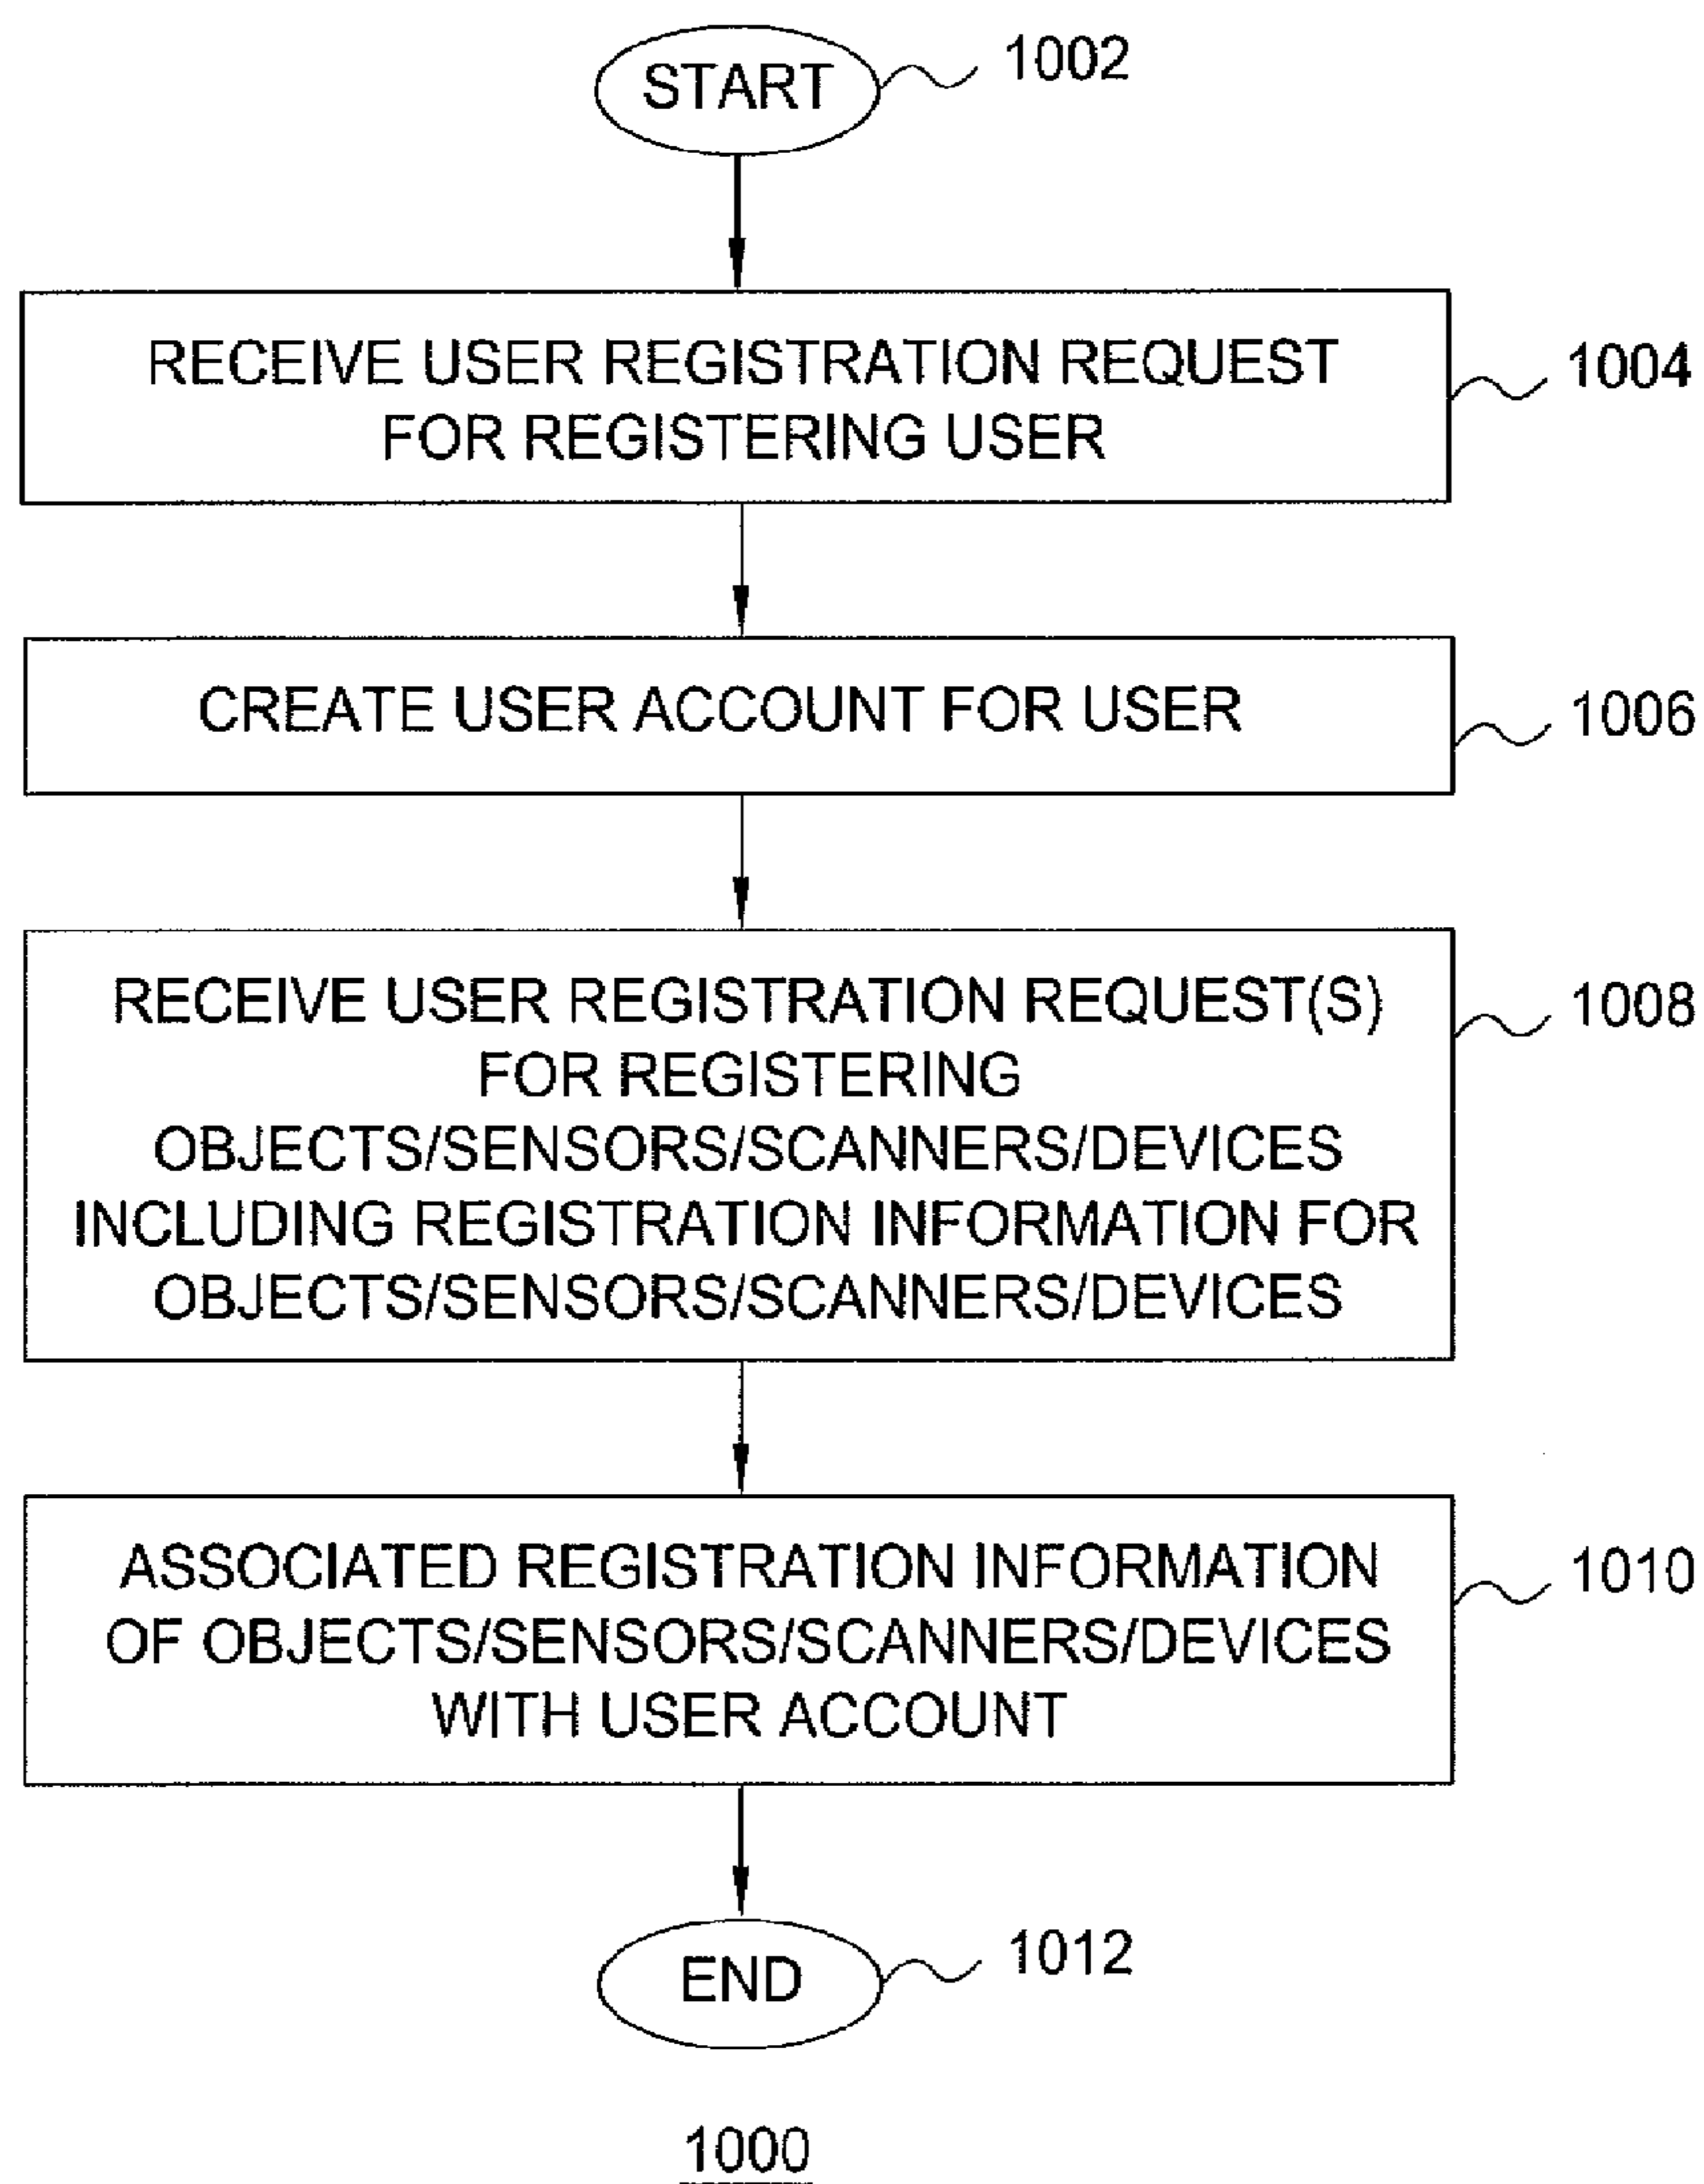 START
1002
RECEIVE USER REGISTRATION REQUEST
FOR REGISTERING USER
1004
CREATE USER ACCOUNT FOR USER
1006
RECEIVE USER REGISTRATION REQUEST(S)
FOR REGISTERING
OBJECTS/SENSORS/SCANNERS/DEVICES
INCLUDING REGISTRATION INFORMATION FOR
OBJECTS/SENSORS/SCANNERS/DEVICES
1008
ASSOCIATED REGISTRATION INFORMATION
OF OBJECTS/SENSORS/SCANNERS/DEVICES
WITH USER ACCOUNT
1010
END
1012
1000